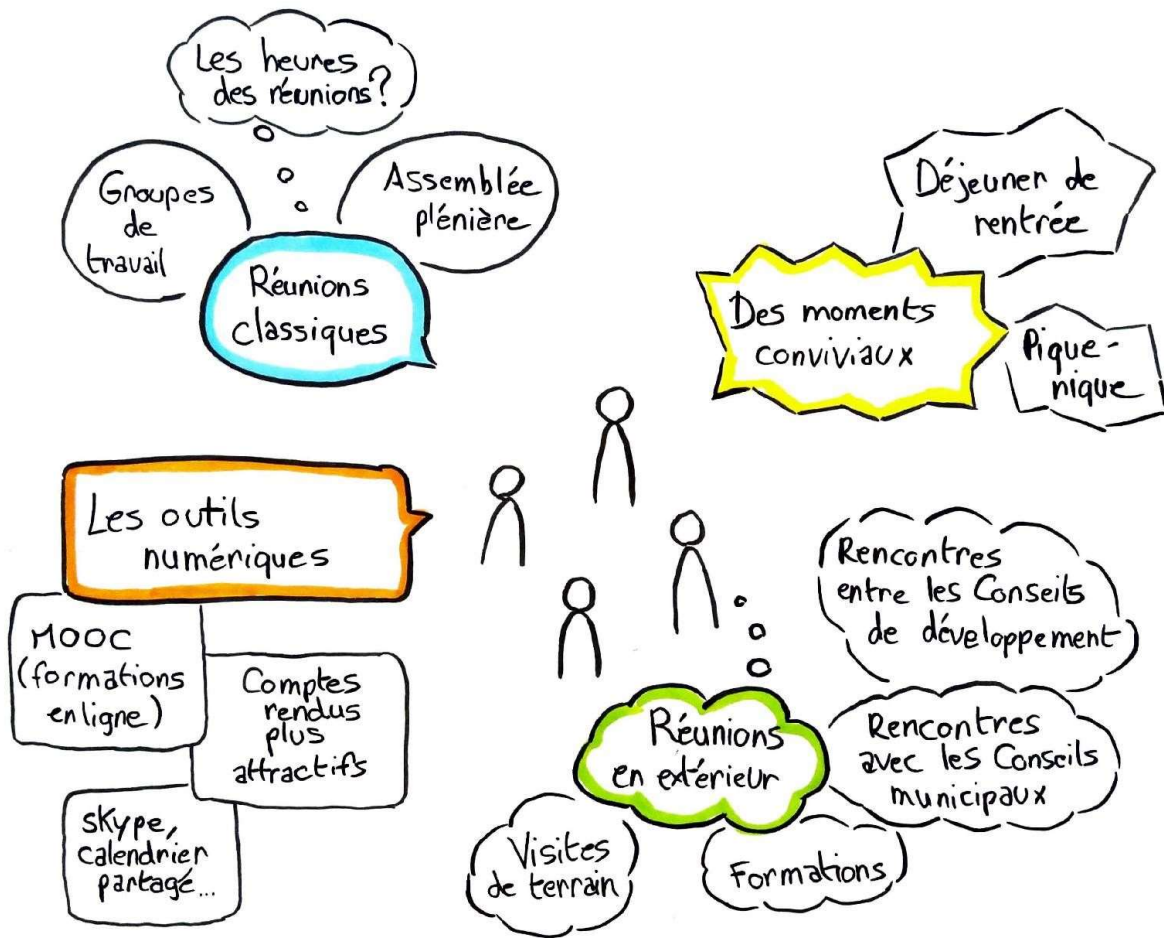 Les heures
des réunions?
Groupes
de
travail
Assemblée
plénière
Réunions
classiques
Déjeuner de
rentrée
Des moments
conviviaux
Pique-
nique
Les outils
numériques
MOOC
(formations
en ligne)
Comptes
rendus
plus
attractifs
skype,
calendrier
partagé...
Rencontres
entre les Conseils
de développement
Réunions
en extérieur
Rencontres
avec les Conseils
municipaux
Visites
de terrain
Formations